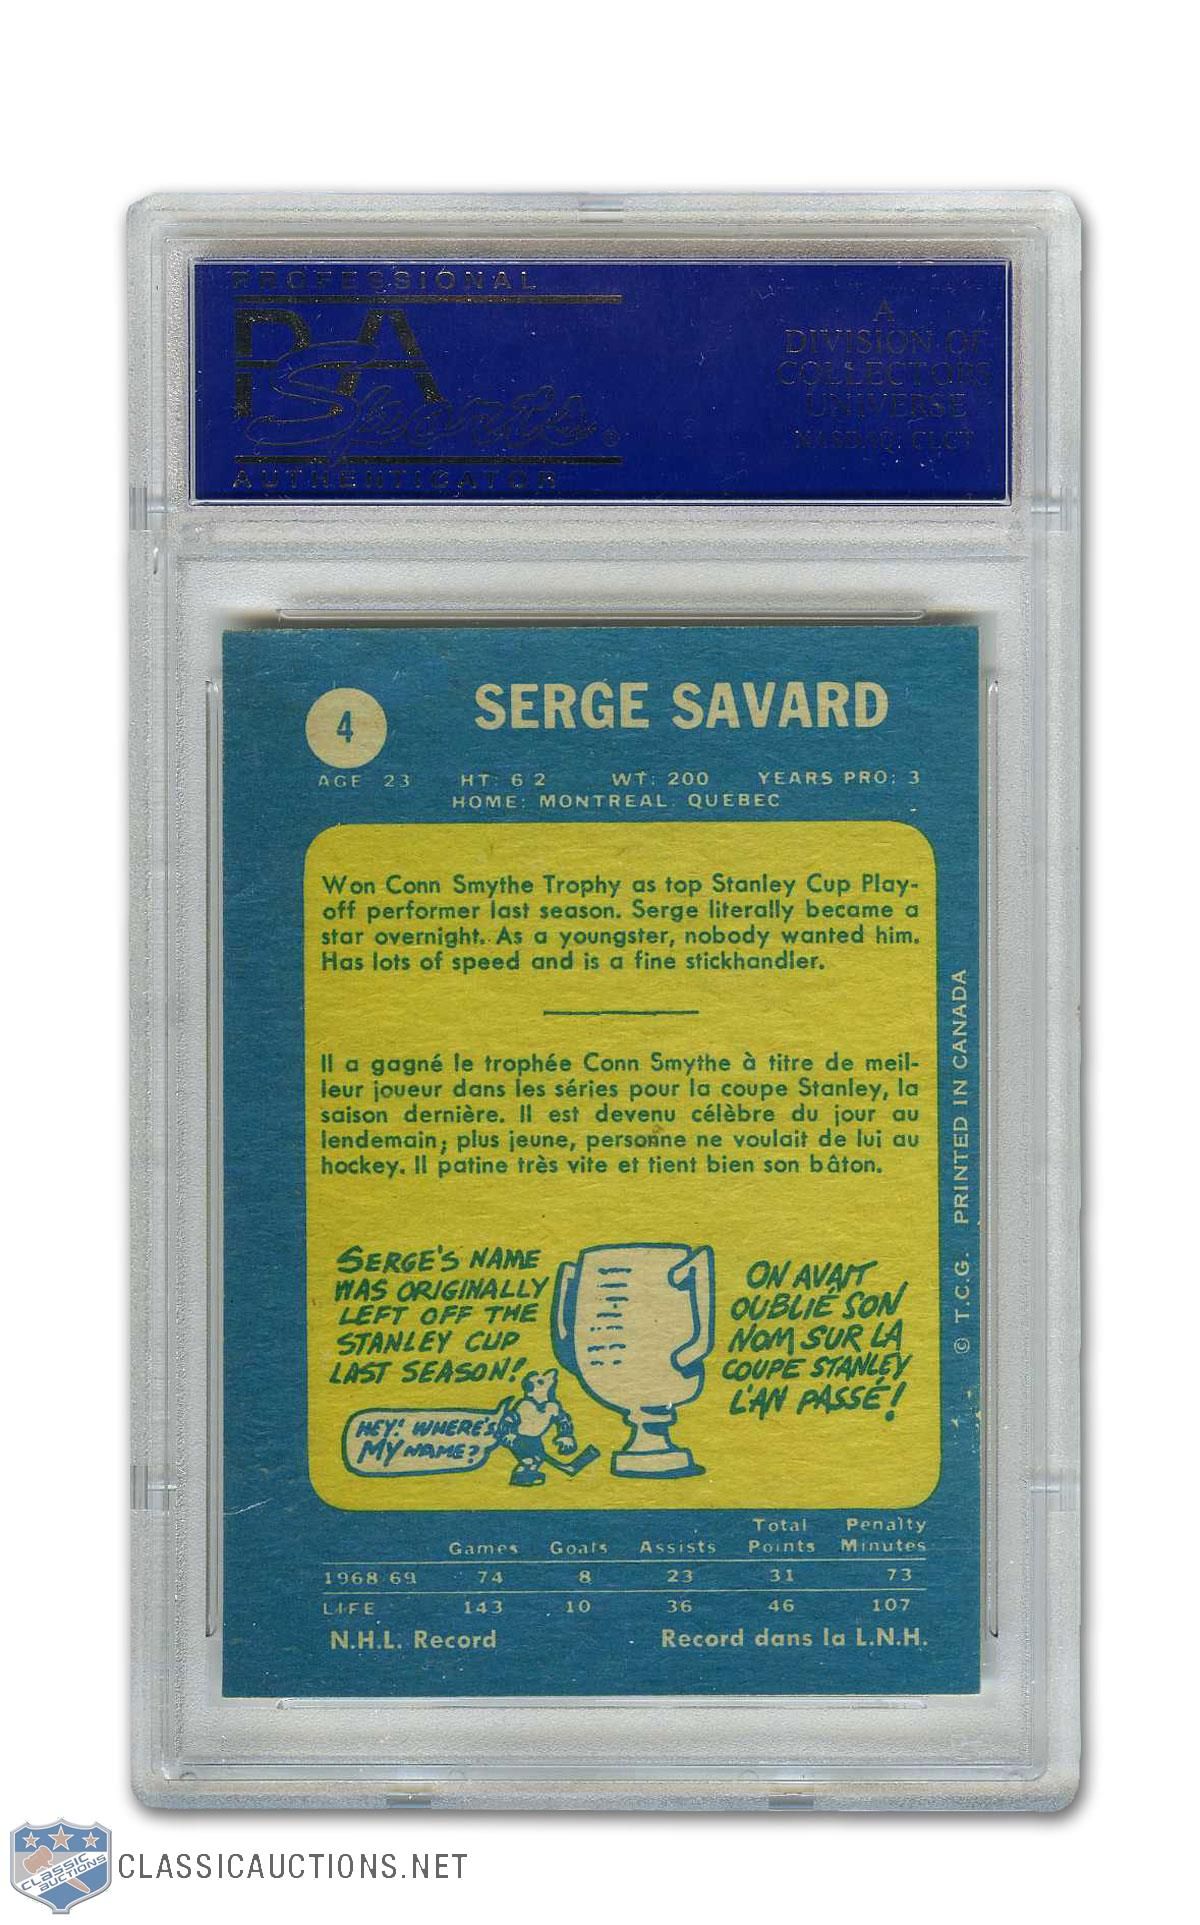 PROFESSIONAL
PSA
Sports ®
AUTHENTICATOR
A
DIVISION OF
COLLECTORS
UNIVERSE
NASDAQ: CLCT
4
SERGE SAVARD
AGE 23 HT: 6 2 WT: 200 YEARS PRO: 3
HOME: MONTREAL, QUEBEC
Won Conn Smythe Trophy as top Stanley Cup Play-
off performer last season. Serge literally became a
star overnight. As a youngster, nobody wanted him.
Has lots of speed and is a fine stickhandler.
Il a gagné le trophée Conn Smythe à titre de meil-
leur joueur dans les séries pour la coupe Stanley, la
saison dernière. Il est devenu célèbre du jour au
lendemain; plus jeune, personne ne voulait de lui au
hockey. Il patine très vite et tient bien son bâton.
SERGE'S NAME
WAS ORIGINALLY
LEFT OFF THE
STANLEY CUP
LAST SEASON!
HEY! WHERE'S
MY NAME?
ON AVAIT
OUBLIÉ SON
NOM SUR LA
COUPE STANLEY
L'AN PASSÉ!
© T.C.G. PRINTED IN CANADA
Games Goals Assists Total Points Penalty Minutes
1968 69 74 8 23 31 73
LIFE 143 10 36 46 107
N.H.L. Record Record dans la L.N.H.
CLASSIC AUCTIONS
CLASSICAUCTIONS.NET